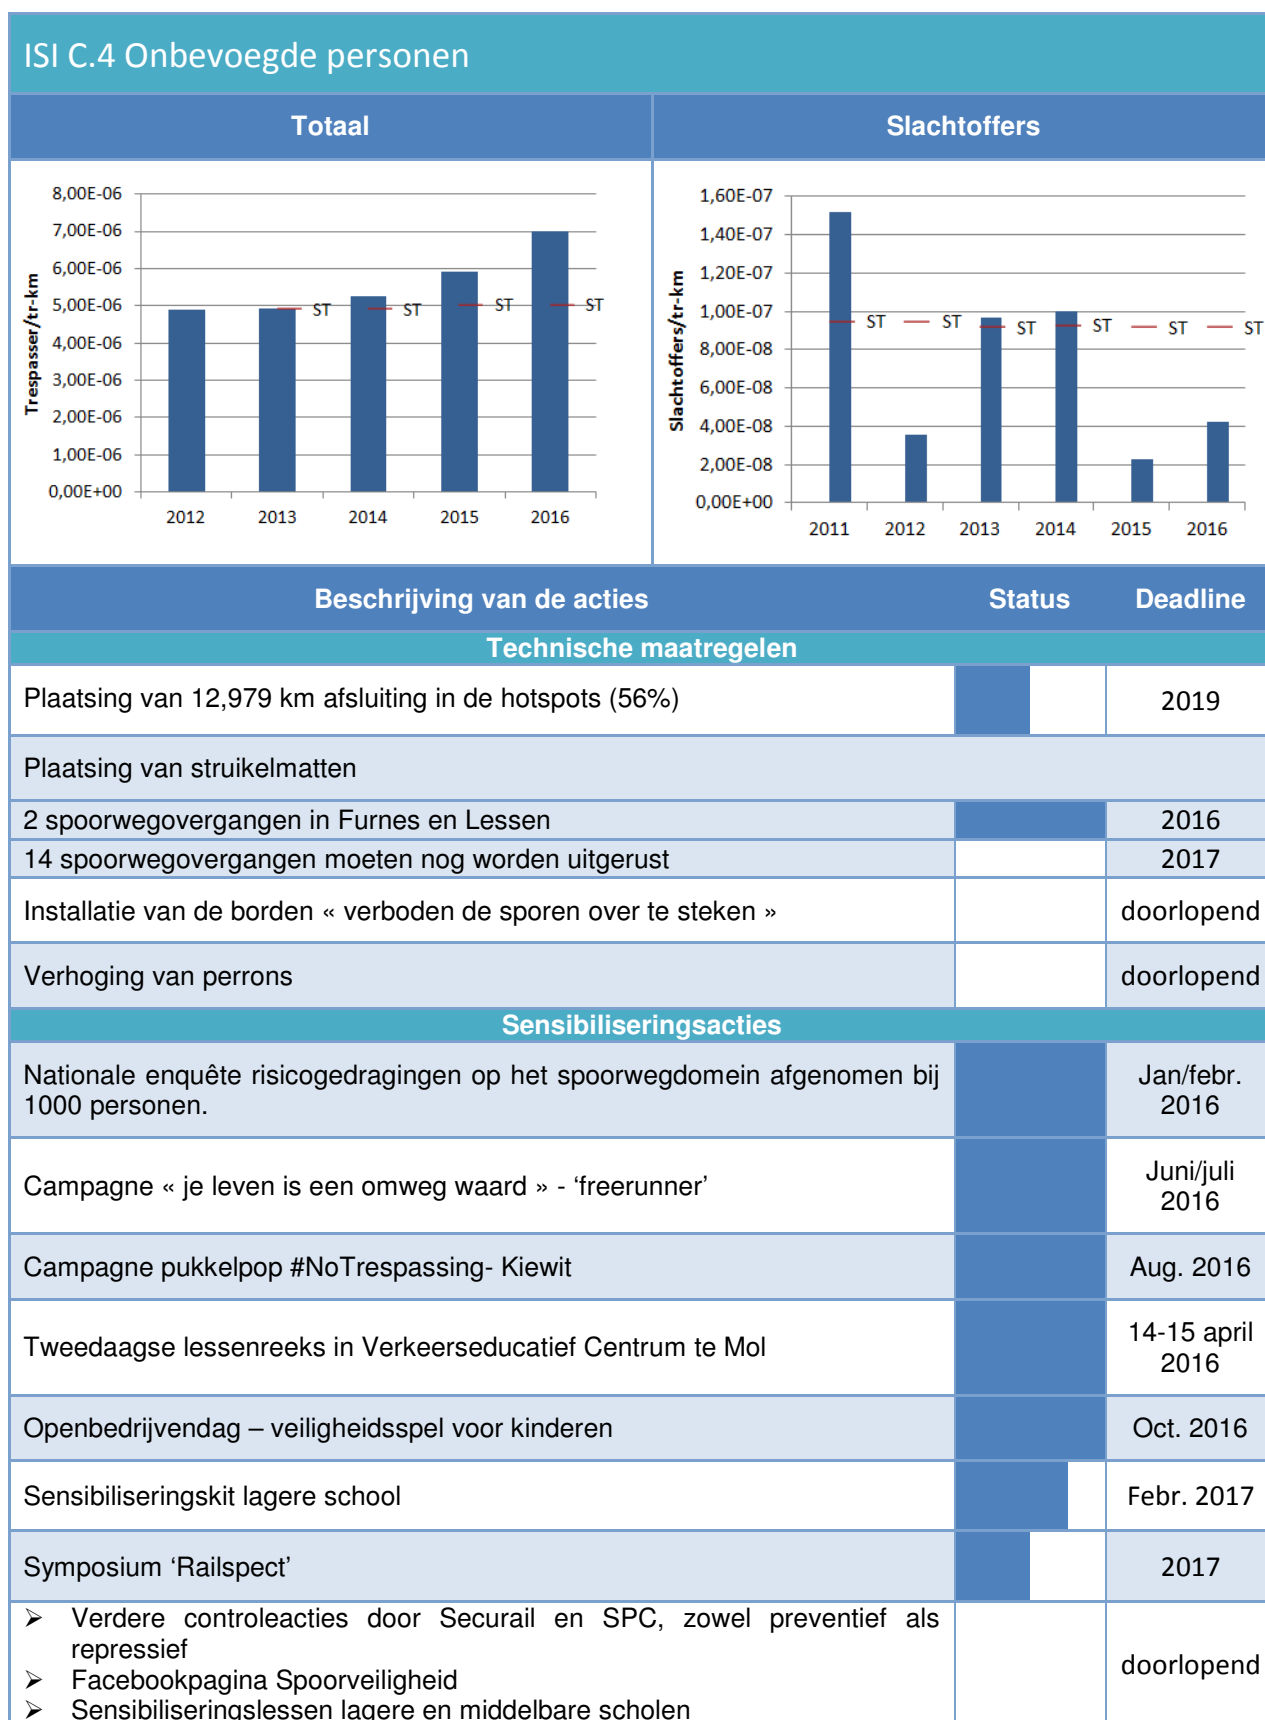 ISI C.4 Onbevoegde personen
Totaal
Slachtoffers
8,00E-06
7,00E-06
6,00E-06
5,00E-06
4,00E-06
3,00E-06
2,00E-06
1,00E-06
0,00E+00
Trespasser/tr-km
ST
ST
ST
ST
2012
2013
2014
2015
2016
1,60E-07
1,40E-07
1,20E-07
1,00E-07
8,00E-08
6,00E-08
4,00E-08
2,00E-08
0,00E+00
Slachtoffers/tr-km
ST
ST
ST
ST
ST
ST
2011
2012
2013
2014
2015
2016
Beschrijving van de acties
Status
Deadline
Technische maatregelen
Plaatsing van 12,979 km afsluiting in de hotspots (56%)
2019
Plaatsing van struikelmatten
2 spoorwegovergangen in Furnes en Lessen
2016
14 spoorwegovergangen moeten nog worden uitgerust
2017
Installatie van de borden « verboden de sporen over te steken »
doorlopend
Verhoging van perrons
doorlopend
Sensibiliseringsacties
Nationale enquête risicogedragingen op het spoorwegdomein afgenomen bij
1000 personen.
Jan/febr.
2016
Campagne « je leven is een omweg waard » - ‘freerunner’
Juni/juli
2016
Campagne pukkelpop #NoTrespassing- Kiewit
Aug. 2016
Tweedaagse lessenreeks in Verkeerseducatief Centrum te Mol
14-15 april
2016
Openbedrijvendag – veiligheidsspel voor kinderen
Oct. 2016
Sensibiliseringskit lagere school
Febr. 2017
Symposium ‘Railspect’
2017
➢ Verdere controleacties door Securail en SPC, zowel preventief als
repressief
➢ Facebookpagina Spoorveiligheid
➢ Sensibiliseringslessen lagere en middelbare scholen
doorlopend